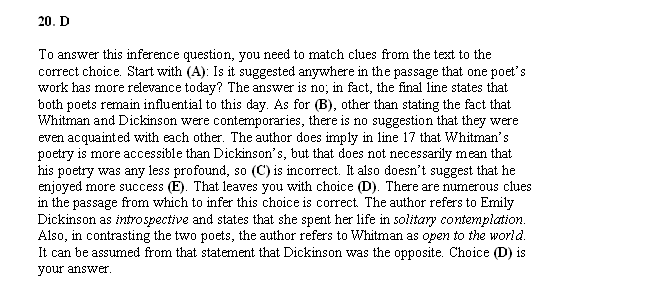 20. D
To answer this inference question, you need to match clues from the text to the
correct choice. Start with (A): Is it suggested anywhere in the passage that one poet's
work has more relevance today? The answer is no; in fact, the final line states that
both poets remain influential to this day. As for (B), other than stating the fact that
Whitman and Dickinson were contemporaries, there is no suggestion that they were
even acquainted with each other. The author does imply in line 17 that Whitman's
poetry is more accessible than Dickinson's, but that does not necessarily mean that
his poetry was any less profound, so (C) is incorrect. It also doesn't suggest that he
enjoyed more success (E). That leaves you with choice (D). There are numerous clues
in the passage from which to infer this choice is correct. The author refers to Emily
Dickinson as introspective and states that she spent her life in solitary contemplation.
Also, in contrasting the two poets, the author refers to Whitman as open to the world.
It can be assumed from that statement that Dickinson was the opposite. Choice (D) is
your answer.